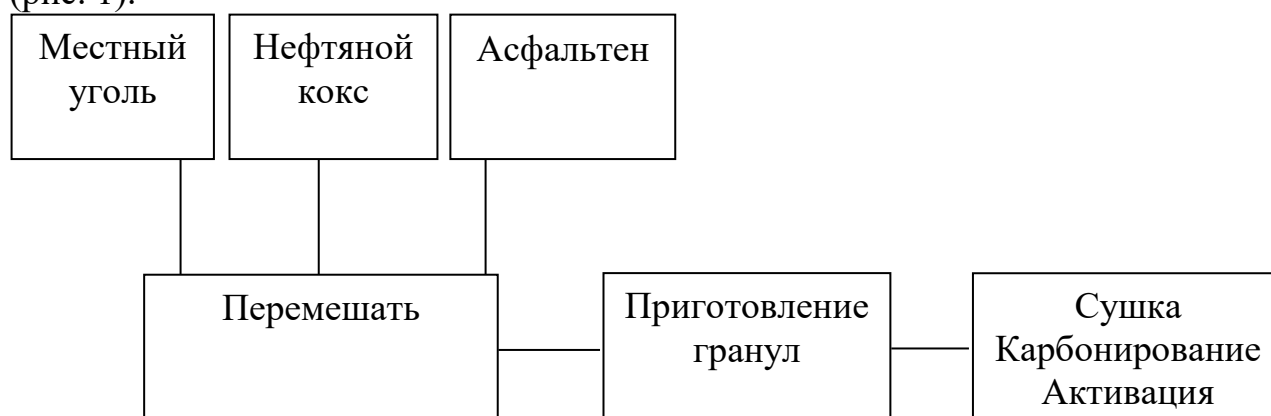 (рис. 1).
Местный
уголь
Нефтяной
кокс
Асфальтен
Перемешать
Приготовление
гранул
Сушка
Карбонирование
Активация